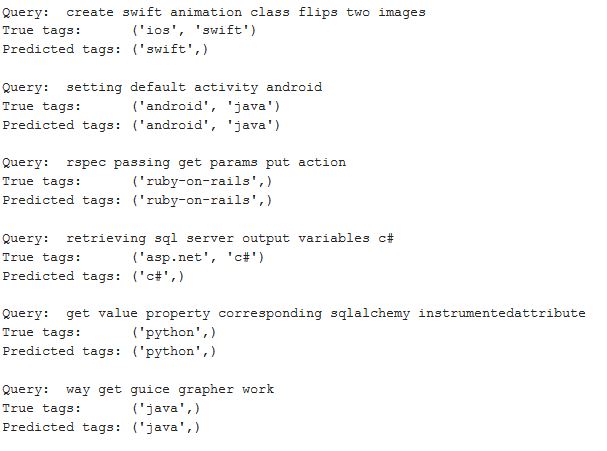 Query:  create swift animation class flips two images
True tags:      ('ios', 'swift')
Predicted tags: ('swift',)
Query:  setting default activity android
True tags:      ('android', 'java')
Predicted tags: ('android', 'java')
Query:  rspec passing get params put action
True tags:      ('ruby-on-rails',)
Predicted tags: ('ruby-on-rails',)
Query:  retrieving sql server output variables c#
True tags:      ('asp.net', 'c#')
Predicted tags: ('c#',)
Query:  get value property corresponding sqlalchemy instrumentedattribute
True tags:      ('python',)
Predicted tags: ('python',)
Query:  way get guice grapher work
True tags:      ('java',)
Predicted tags: ('java',)